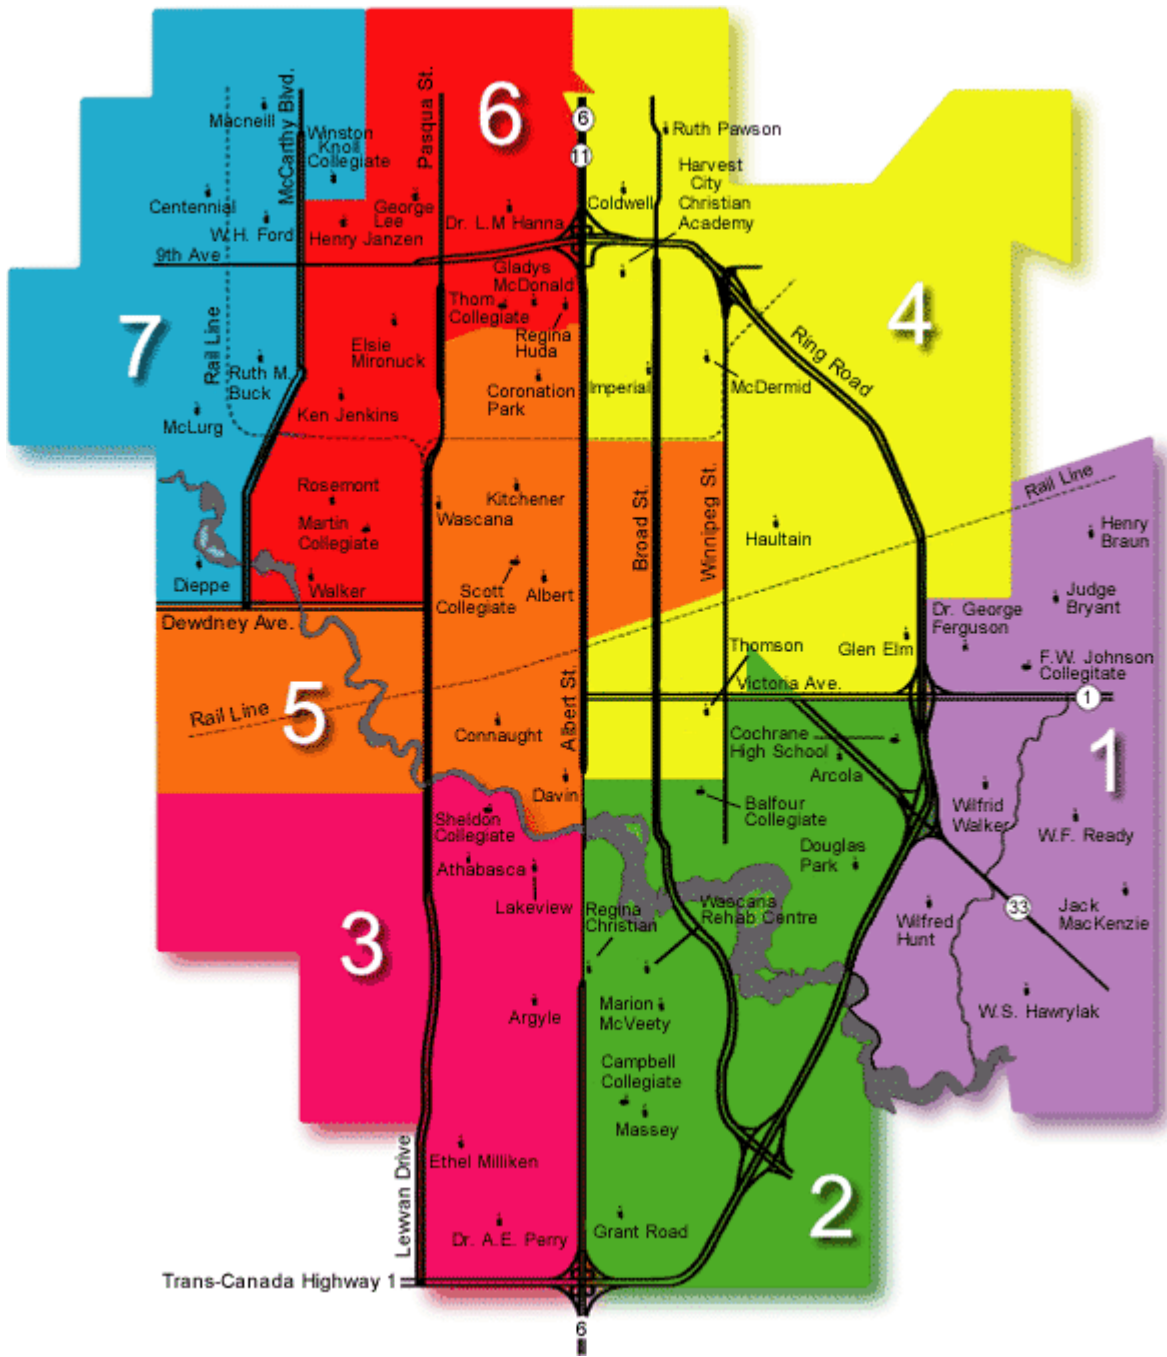 6
McCarthy Blvd.
Pasqua St.
6
11
Macneill
Winston
Knoll
Collegiate
Ruth Pawson
Harvest
City
Christian
Academy
Centennial
W.H. Ford
George
Lee
Henry Janzen
Dr. L.M Hanna
Coldwell
9th Ave
Gladys
McDonald
Thom
Collegiate
Regina
Huda
7
4
Rail Line
Ring Road
Elsie
Mironuck
Ruth M.
Buck
Ken Jenkins
McLurg
Coronation
Park
Imperial
McDermid
Rail Line
Rosemont
Martin
Collegiate
Wascana
Kitchener
Broad St.
Winnipeg St.
Haultain
Henry
Braun
Dieppe
Walker
Scott
Collegiate
Albert
Judge
Bryant
Dewdney Ave.
Dr. George
Ferguson
Glen Elm
Thomson
F.W. Johnson
Collegitate
Albert St.
Victoria Ave.
1
5
Rail Line
Connaught
Cochrane
High School
Arcola
1
Davin
Sheldon
Collegiate
Balfour
Collegiate
Wilfrid
Walker
W.F. Ready
Douglas
Park
Athabasca
Lakeview
Regina
Christian
Wascana
Rehab Centre
Wilfred
Hunt
33
Jack
MacKenzie
3
Argyle
Marion
McVeety
W.S. Hawrylak
Campbell
Collegiate
Massey
Lewvan Drive
Ethel Milliken
2
Dr. A.E. Perry
Grant Road
Trans-Canada Highway 1
6